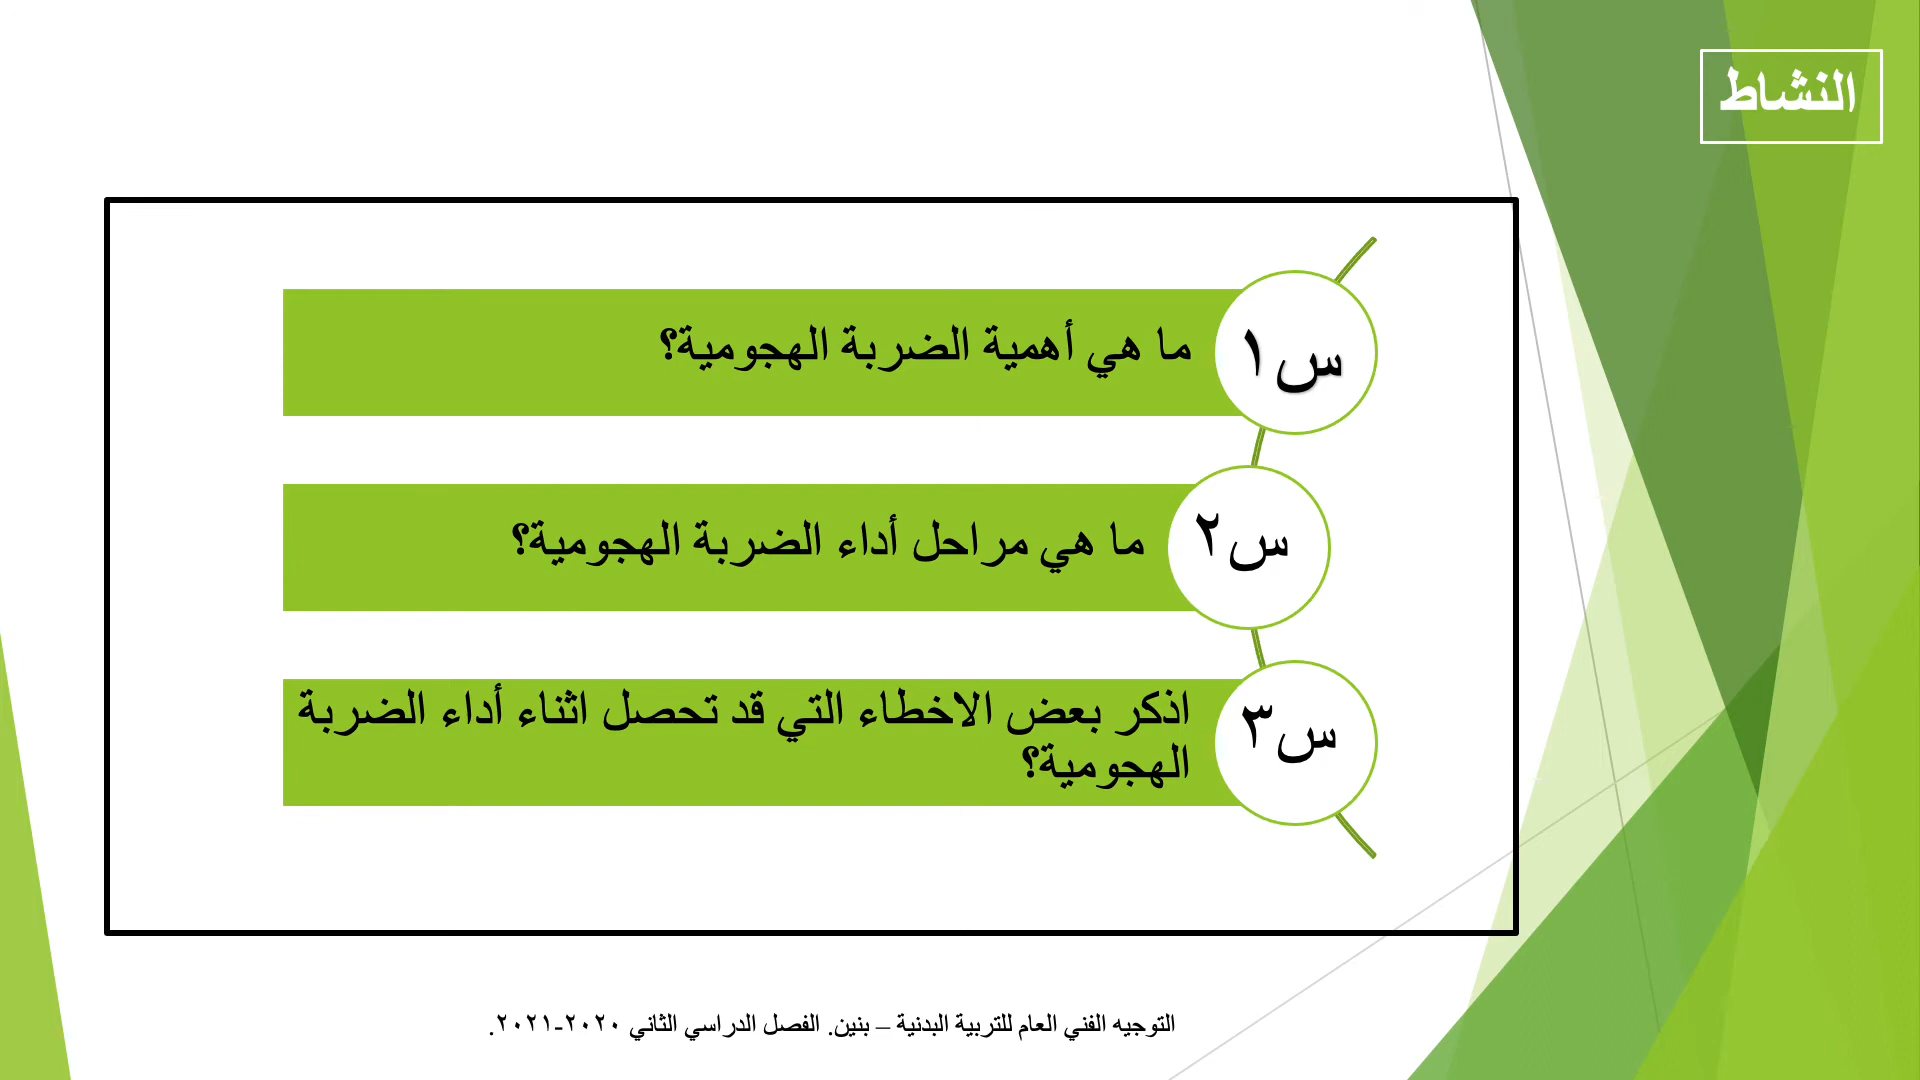 النشاط
س١
ما هي أهمية الضربة الهجومية؟
س٢
ما هي مراحل أداء الضربة الهجومية؟
س٣
اذكر بعض الاخطاء التي قد تحصل اثناء أداء الضربة
الهجومية؟
التوجيه الفني العام للتربية البدنية – بنين. الفصل الدراسي الثاني ٢٠٢٠-٢٠٢١.